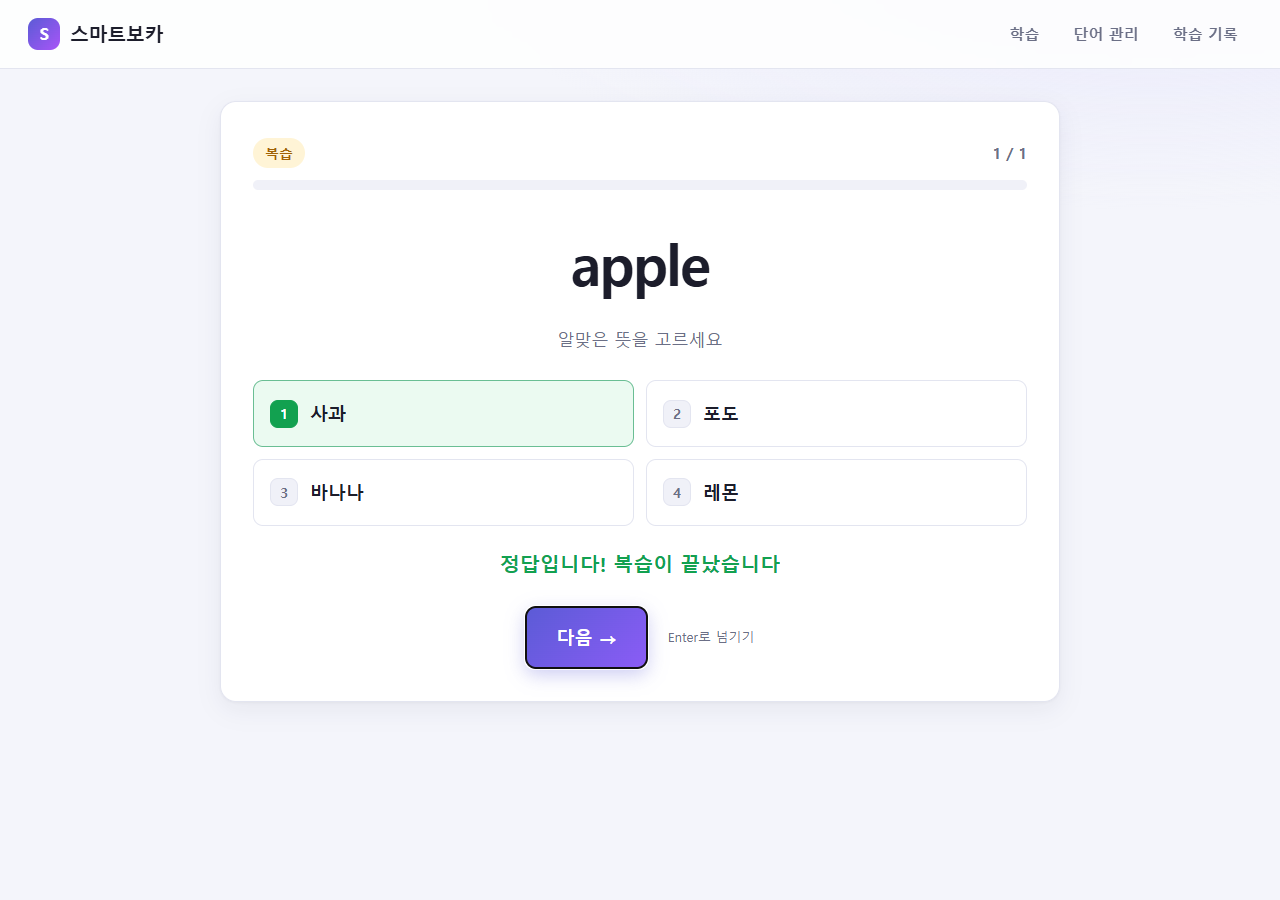 S 스마트보카 학습 단어 관리 학습 기록
복습 1 / 1
apple
알맞은 뜻을 고르세요
1 사과 2 포도
3 바나나 4 레몬
정답입니다! 복습이 끝났습니다
다음 → Enter로 넘기기